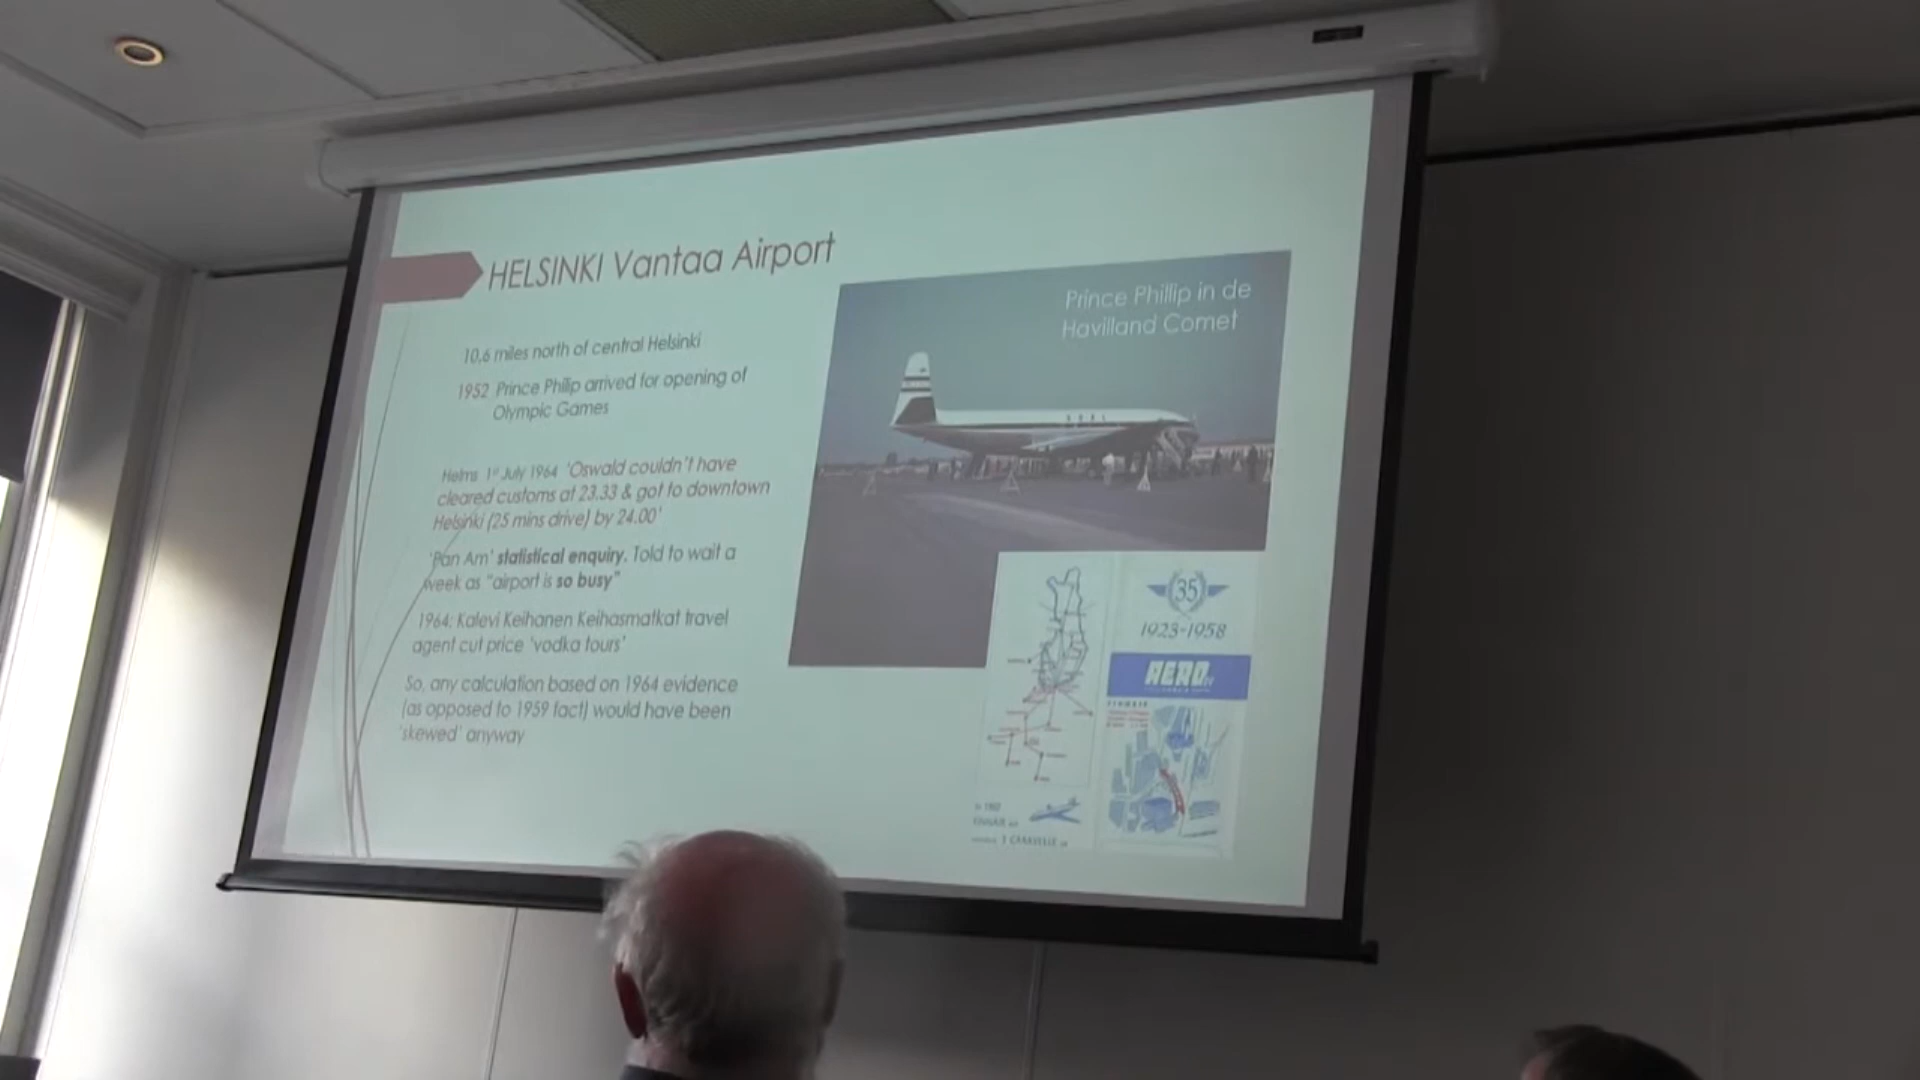 HELSINKI Vantaa Airport
Prince Phillip in de
Havilland Comet
10.6 miles north of central Helsinki
1952 Prince Philip arrived for opening of
Olympic Games
Helms 1st July 1964 'Oswald couldn't have
cleared customs at 23.33 & got to downtown
Helsinki (25 mins drive) by 24.00'
'Pan Am' statistical enquiry. Told to wait a
week as "airport is so busy"
1964: Kalevi Keihanen Keihasmatkat travel
agent cut price 'vodka tours'
So, any calculation based on 1964 evidence
(as opposed to 1959 fact) would have been
'skewed' anyway
35
1923-1958
AERO